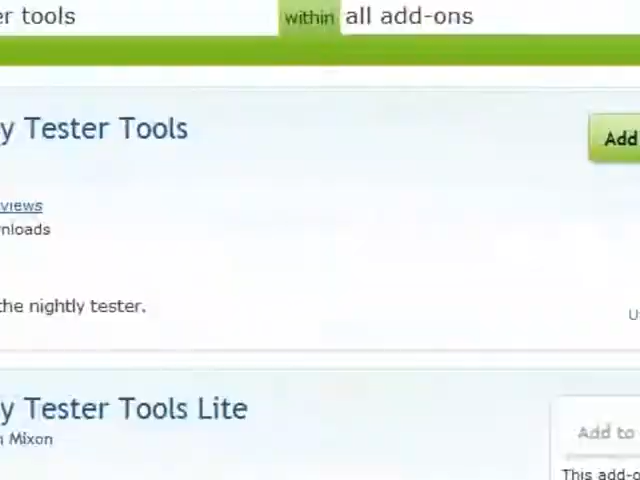 er tools within all add-ons
y Tester Tools
Add
views
nloads
the nightly tester.
U
y Tester Tools Lite
Mixon
Add to
This add-o